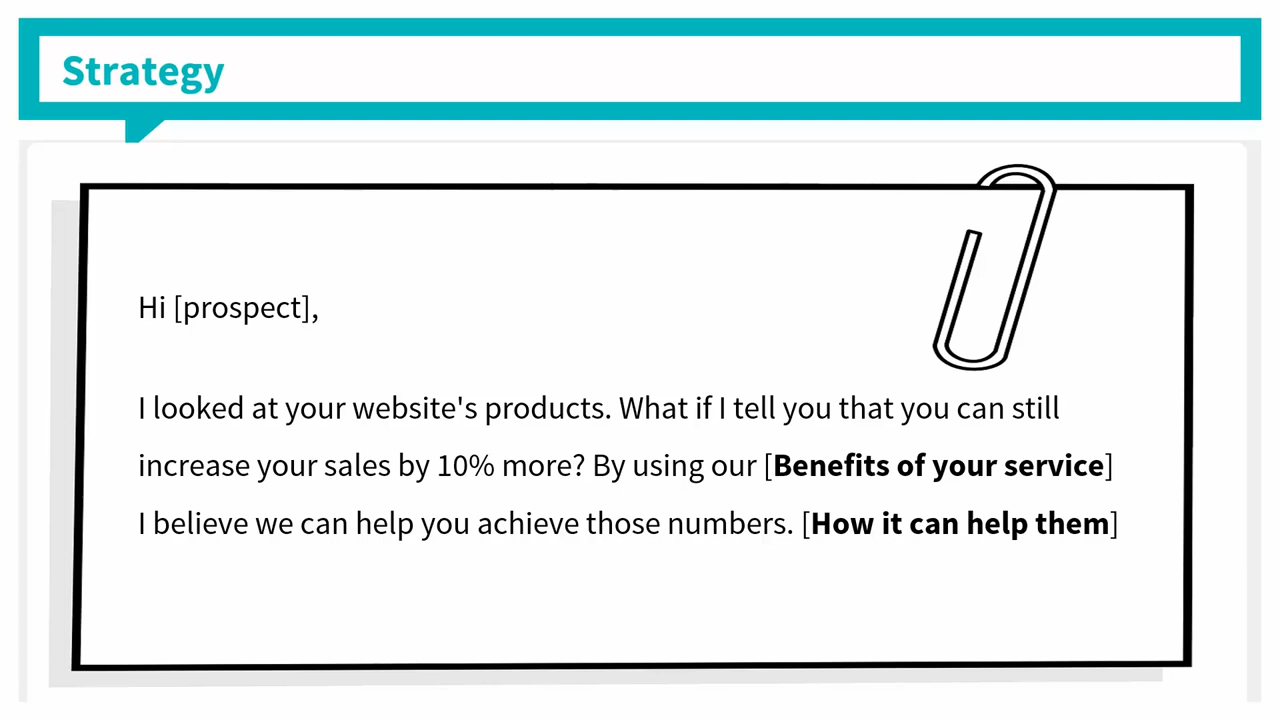 Strategy
Hi [prospect],
I looked at your website's products. What if I tell you that you can still
increase your sales by 10% more? By using our [Benefits of your service]
I believe we can help you achieve those numbers. [How it can help them]